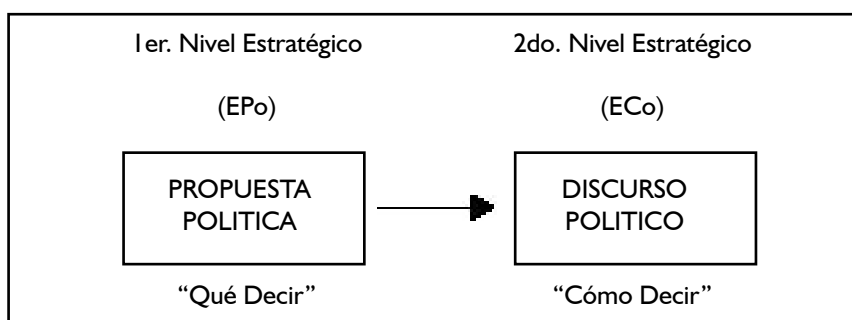 1er. Nivel Estratégico
2do. Nivel Estratégico
(EPo)
(ECo)
PROPUESTA
POLITICA
DISCURSO
POLITICO
“Qué Decir”
“Cómo Decir”